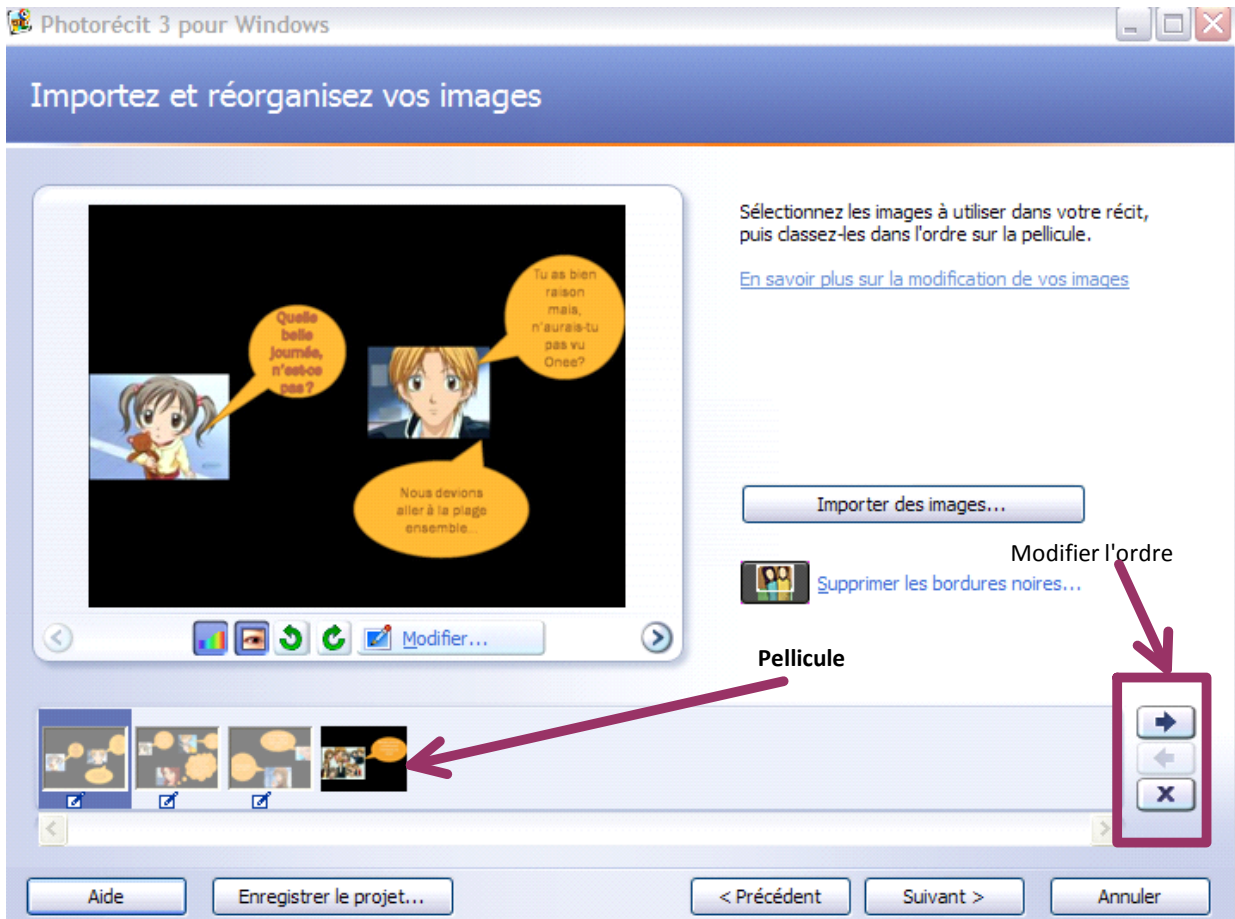 Photorécit 3 pour Windows
Importez et réorganisez vos images
Sélectionnez les images à utiliser dans votre récit,
puis classez-les dans l'ordre sur la pellicule.
En savoir plus sur la modification de vos images
Quelle
belle
journée,
n'est-ce
pas ?
Tu as bien
raison
mais,
n'aurais-tu
pas vu
Onee?
Nous devions
aller à la plage
ensemble...
Importer des images...
Modifier l'ordre
Supprimer les bordures noires...
Modifier...
Pellicule
Aide
Enregistrer le projet...
< Précédent
Suivant >
Annuler